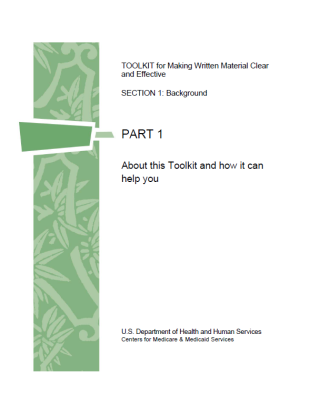 TOOLKIT for Making Written Material Clear
and Effective
SECTION 1: Background
PART 1
About this Toolkit and how it can
help you
U.S. Department of Health and Human Services
Centers for Medicare & Medicaid Services